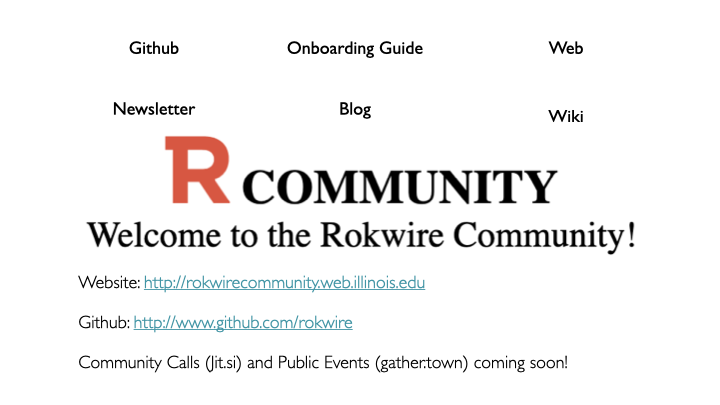 Github Onboarding Guide Web
Newsletter Blog Wiki
R COMMUNITY
Welcome to the Rokwire Community!
Website: http://rokwirecommunity.web.illinois.edu
Github: http://www.github.com/rokwire
Community Calls (Jit.si) and Public Events (gather.town) coming soon!